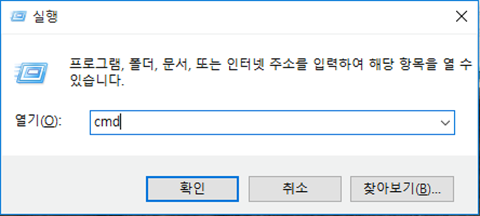 실행
프로그램, 폴더, 문서, 또는 인터넷 주소를 입력하여 해당 항목을 열 수
있습니다.
열기(O): cmd
확인 취소 찾아보기(B)...